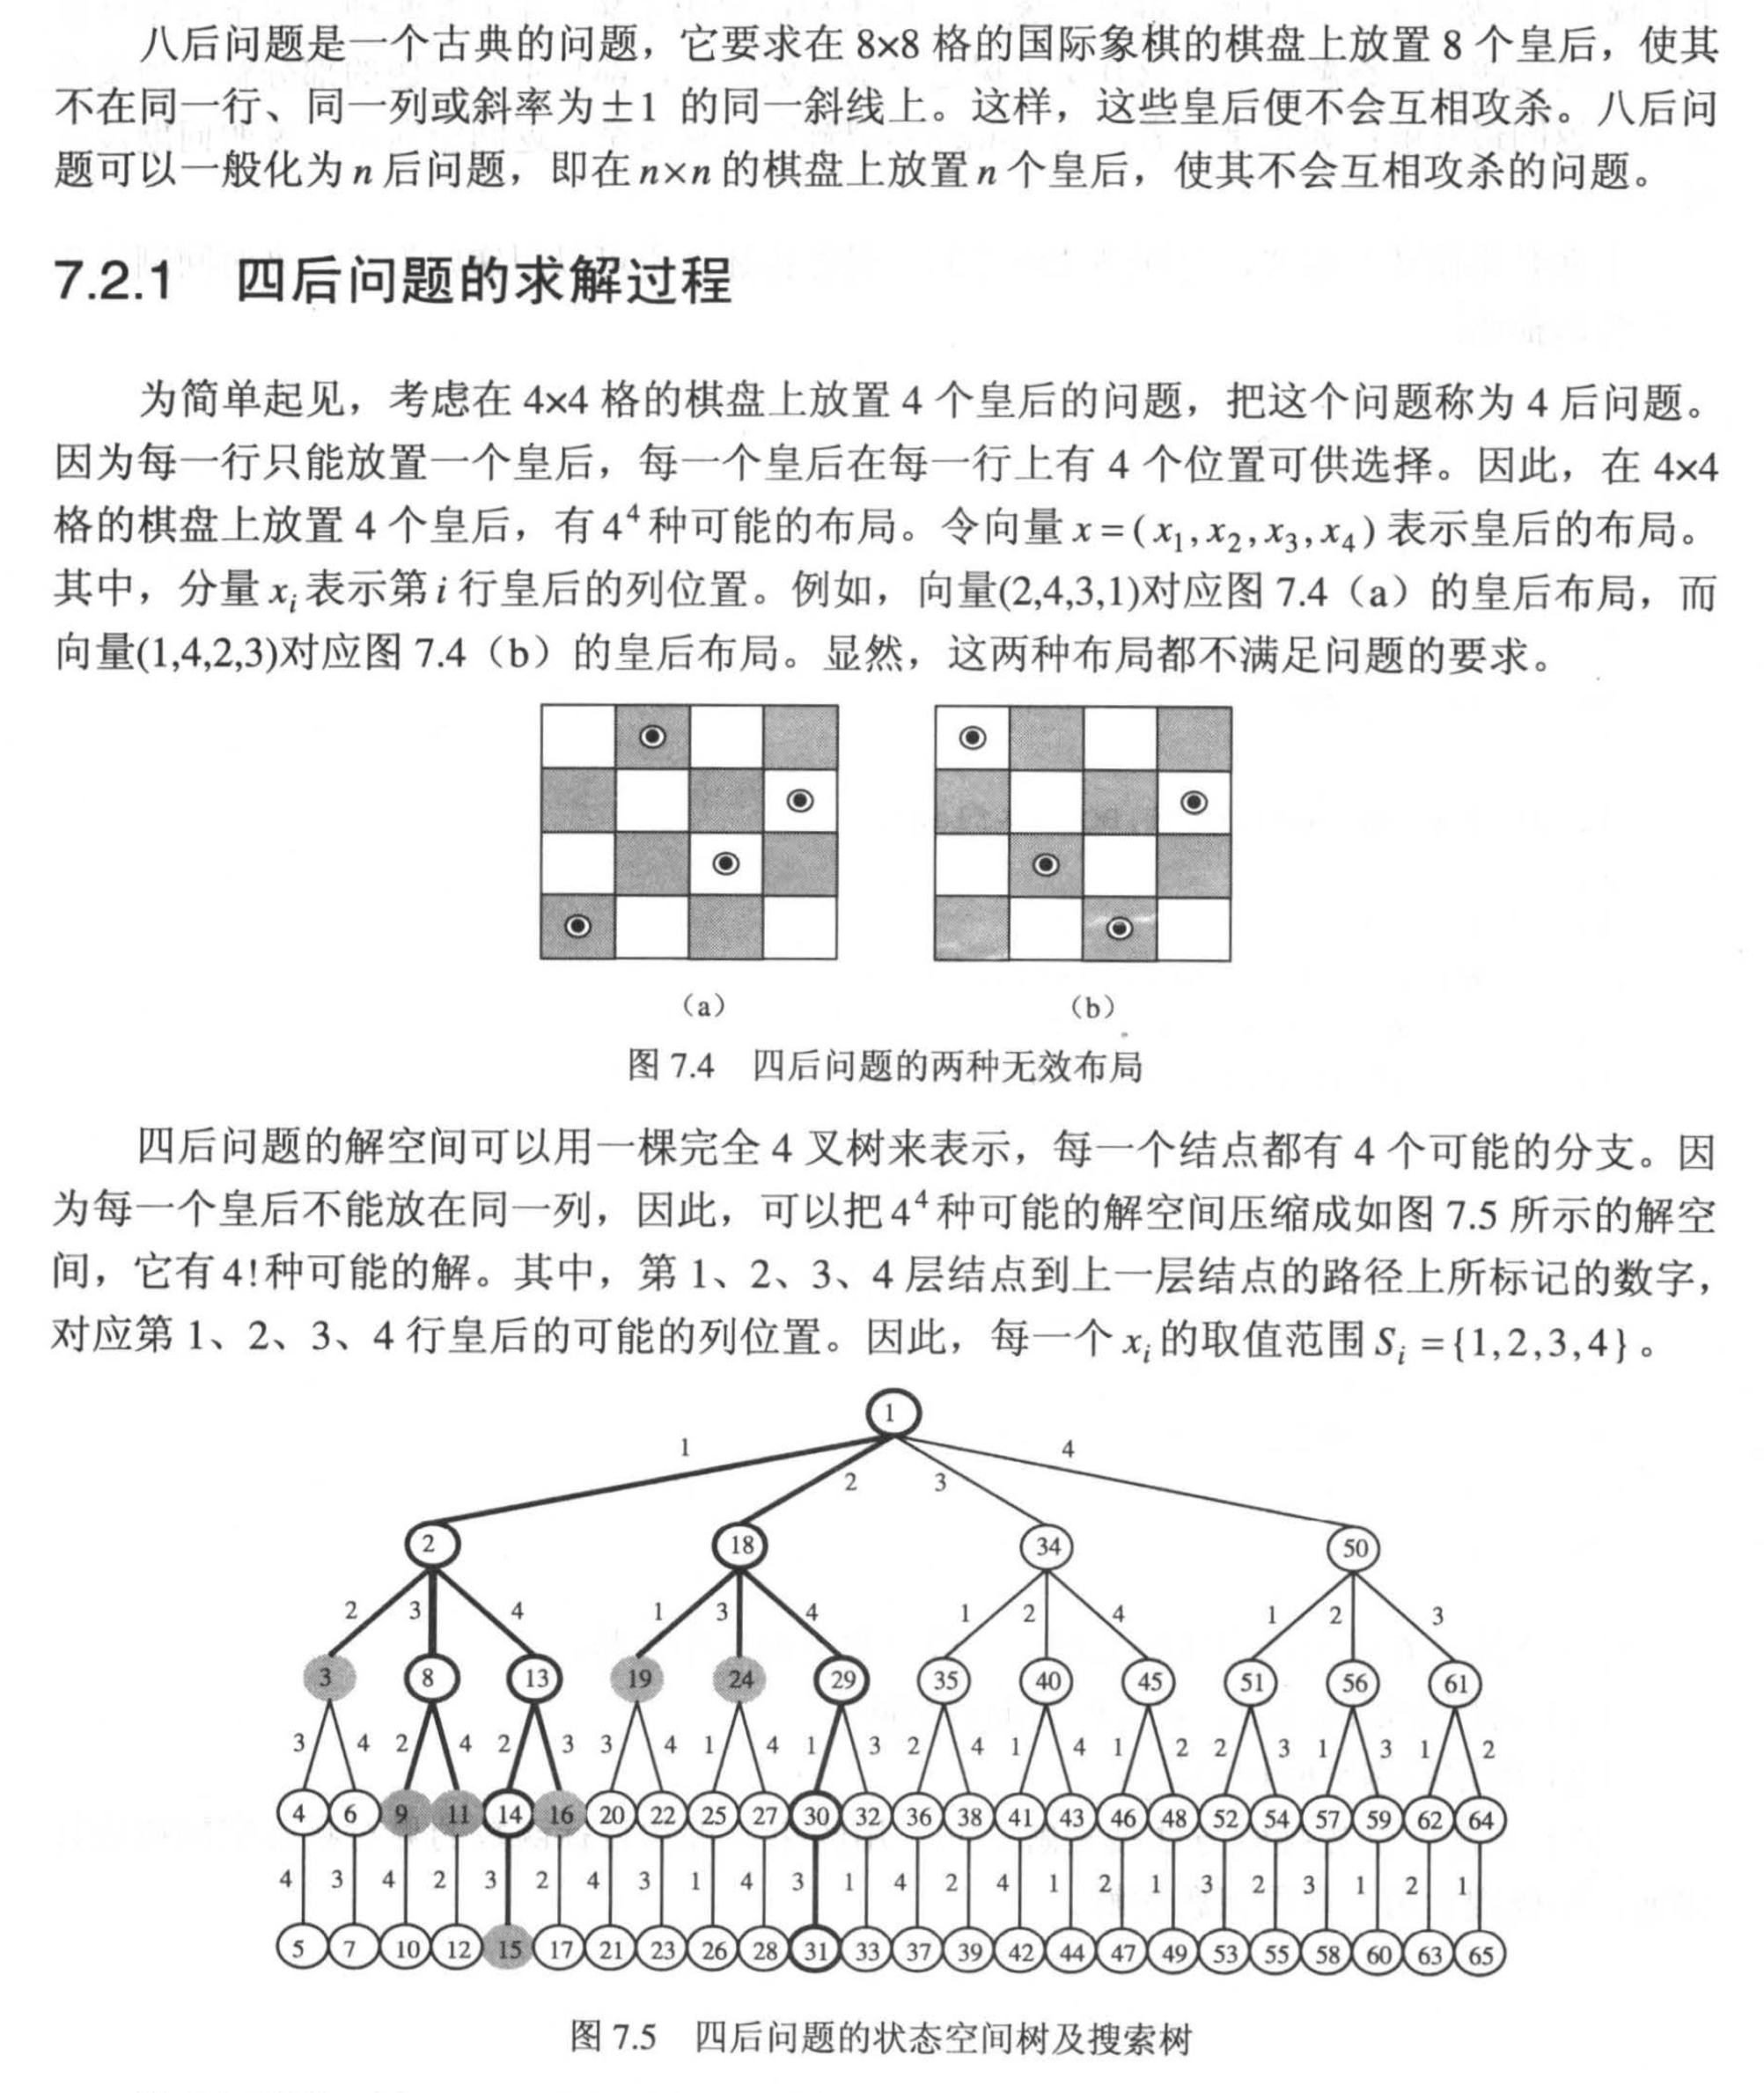 八后问题是一个古典的问题，它要求在 8×8 格的国际象棋的棋盘上放置 8 个皇后，使其
不在同一行、同一列或斜率为±1 的同一斜线上。这样，这些皇后便不会互相攻杀。八后问
题可以一般化为 n 后问题，即在 n×n 的棋盘上放置 n 个皇后，使其不会互相攻杀的问题。
7.2.1 四后问题的求解过程
为简单起见，考虑在 4×4 格的棋盘上放置 4 个皇后的问题，把这个问题称为 4 后问题。
因为每一行只能放置一个皇后，每一个皇后在每一行上有 4 个位置可供选择。因此，在 4×4
格的棋盘上放置 4 个皇后，有 4⁴ 种可能的布局。令向量 x = (x₁, x₂, x₃, x₄) 表示皇后的布局。
其中，分量 xᵢ 表示第 i 行皇后的列位置。例如，向量(2,4,3,1)对应图 7.4（a）的皇后布局，而
向量(1,4,2,3)对应图 7.4（b）的皇后布局。显然，这两种布局都不满足问题的要求。
（a） （b）
图 7.4 四后问题的两种无效布局
四后问题的解空间可以用一棵完全 4 叉树来表示，每一个结点都有 4 个可能的分支。因
为每一个皇后不能放在同一列，因此，可以把 4⁴ 种可能的解空间压缩成如图 7.5 所示的解空
间，它有 4!种可能的解。其中，第 1、2、3、4 层结点到上一层结点的路径上所标记的数字，
对应第 1、2、3、4 行皇后的可能的列位置。因此，每一个 xᵢ 的取值范围 Sᵢ = {1,2,3,4} 。
1
1 2 3 4
2 18 34 50
2 3 4 1 3 4 1 2 4 1 2 3
3 8 13 19 24 29 35 40 45 51 56 61
3 4 2 4 2 3 3 4 1 4 1 3 2 4 1 4 1 2 2 3 1 3 1 2
4 6 9 11 14 16 20 22 25 27 30 32 36 38 41 43 46 48 52 54 57 59 62 64
4 3 4 2 3 2 4 3 1 4 3 1 4 2 4 1 2 1 3 2 3 1 2 1
5 7 10 12 15 17 21 23 26 28 31 33 37 39 42 44 47 49 53 55 58 60 63 65
图 7.5 四后问题的状态空间树及搜索树